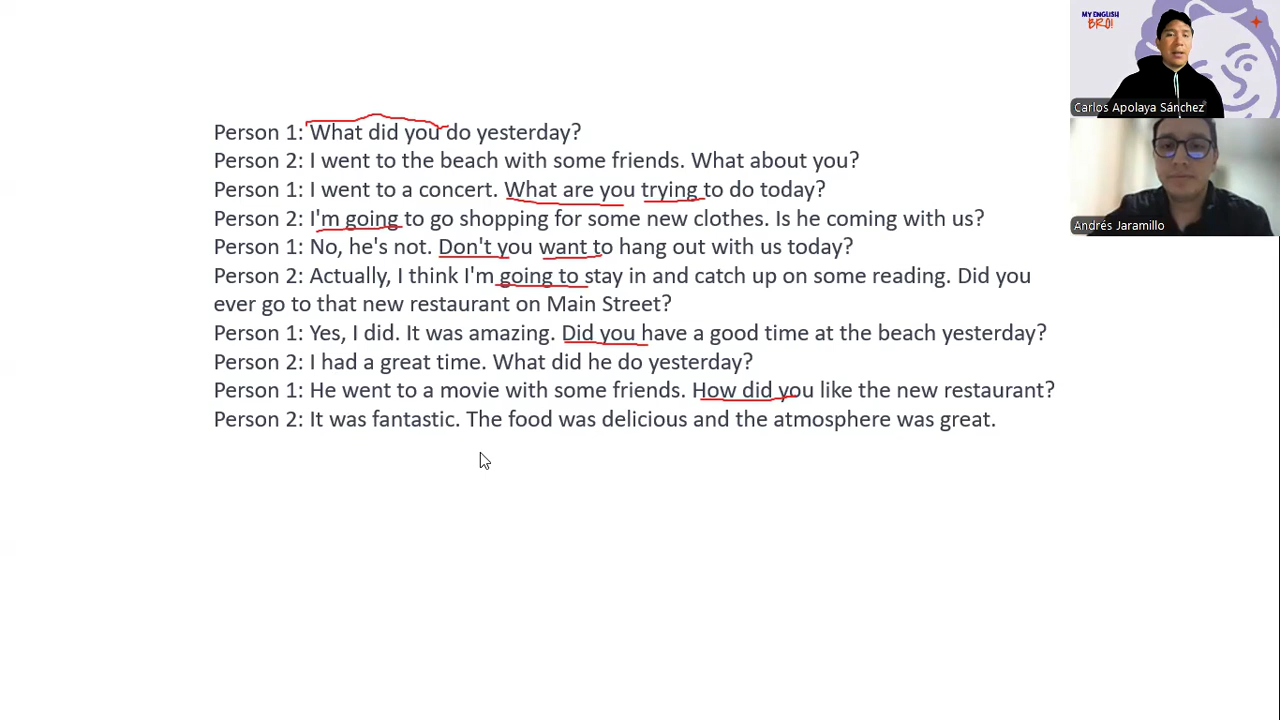 MY ENGLISH
BRO!
Carlos Apolaya Sánchez
Andrés Jaramillo
Person 1: What did you do yesterday?
Person 2: I went to the beach with some friends. What about you?
Person 1: I went to a concert. What are you trying to do today?
Person 2: I'm going to go shopping for some new clothes. Is he coming with us?
Person 1: No, he's not. Don't you want to hang out with us today?
Person 2: Actually, I think I'm going to stay in and catch up on some reading. Did you
ever go to that new restaurant on Main Street?
Person 1: Yes, I did. It was amazing. Did you have a good time at the beach yesterday?
Person 2: I had a great time. What did he do yesterday?
Person 1: He went to a movie with some friends. How did you like the new restaurant?
Person 2: It was fantastic. The food was delicious and the atmosphere was great.